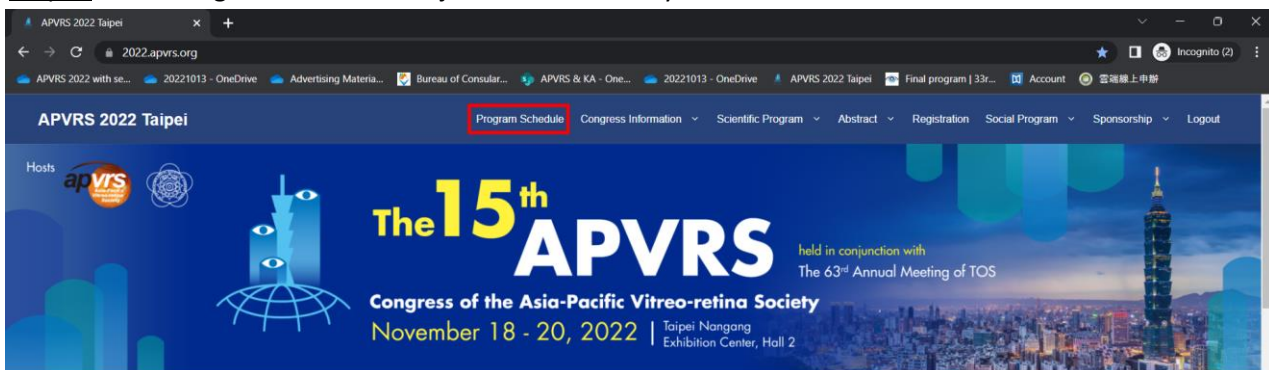 APVRS 2022 Taipei
2022.apvrs.org
Incognito (2)
APVRS 2022 with se... 20221013 - OneDrive Advertising Materia... Bureau of Consular... APVRS & KA - One... 20221013 - OneDrive APVRS 2022 Taipei Final program | 33r... Account 雲端線上申辦
APVRS 2022 Taipei Program Schedule Congress Information Scientific Program Abstract Registration Social Program Sponsorship Logout
Hosts
apvrs
The 15th
APVRS
held in conjunction with
The 63rd Annual Meeting of TOS
Congress of the Asia-Pacific Vitreo-retina Society
November 18 - 20, 2022 | Taipei Nangang
Exhibition Center, Hall 2